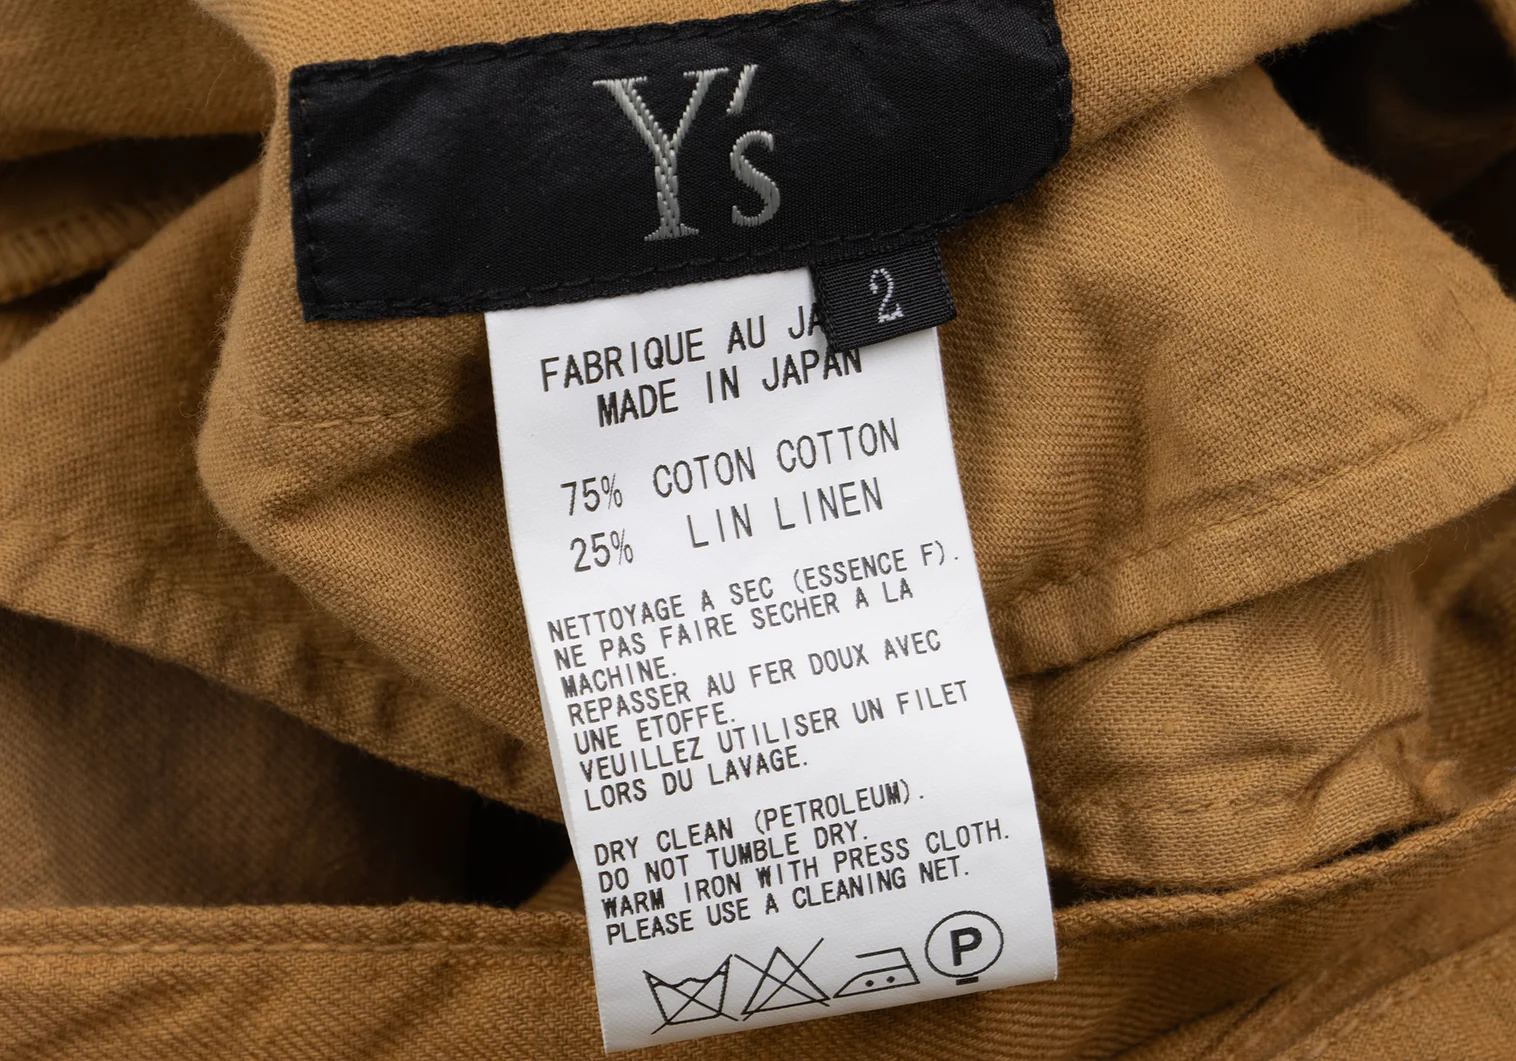 Y's
2
FABRIQUE AU JA
MADE IN JAPAN
75% COTON COTTON
25% LIN LINEN
NETTOYAGE A SEC (ESSENCE F).
NE PAS FAIRE SECHER A LA
MACHINE.
REPASSER AU FER DOUX AVEC
UNE ETOFFE.
VEUILLEZ UTILISER UN FILET
LORS DU LAVAGE.
DRY CLEAN (PETROLEUM).
DO NOT TUMBLE DRY.
WARM IRON WITH PRESS CLOTH.
PLEASE USE A CLEANING NET.
P